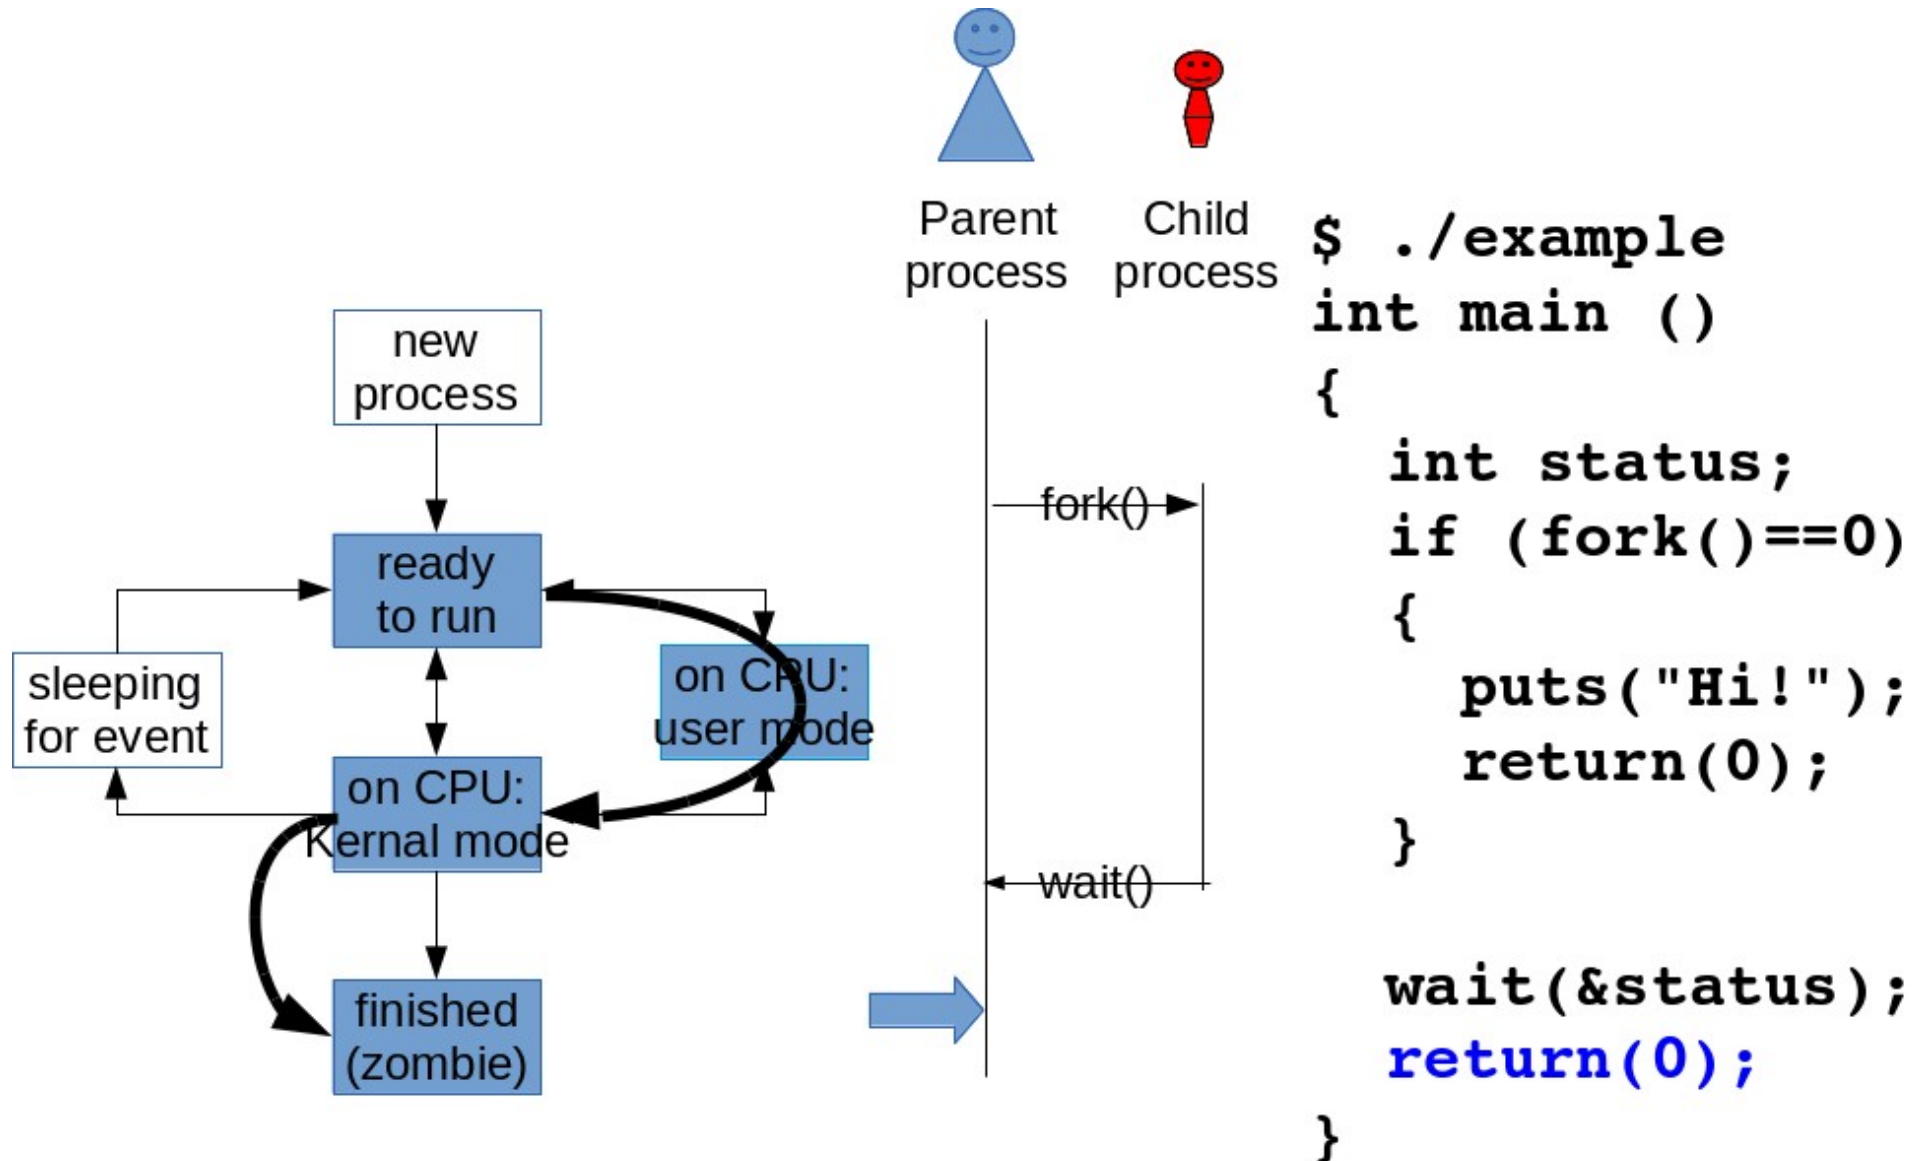 new
process
ready
to run
sleeping
for event
on CPU:
user mode
on CPU:
Kernal mode
finished
(zombie)
Parent
process
Child
process
fork()
wait()
$ ./example
int main ()
{
int status;
if (fork()==0)
{
puts("Hi!");
return(0);
}
wait(&status);
return(0);
}